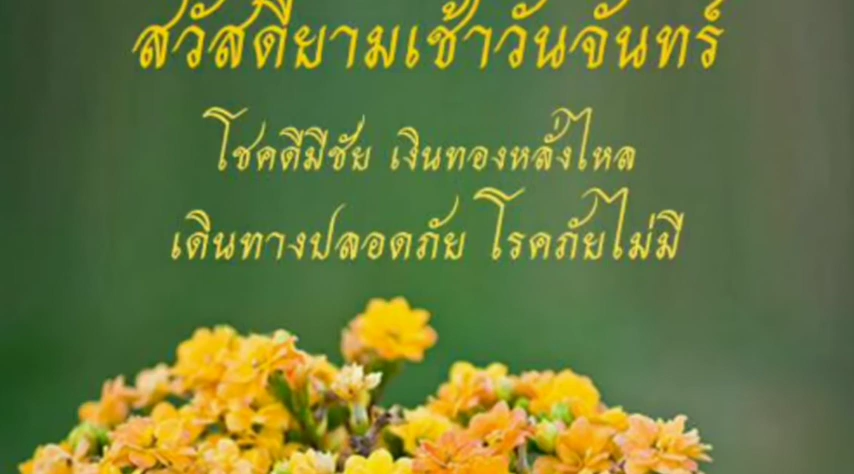 สวัสดียามเช้าวันจันทร์
โชคดีมีชัย เงินทองหลั่งไหล
เดินทางปลอดภัย โรคภัยไม่มี